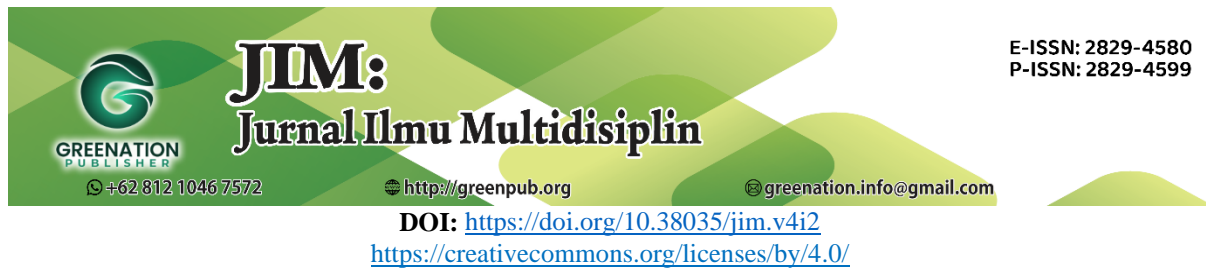 JIM:
Jurnal Ilmu Multidisiplin
E-ISSN: 2829-4580
P-ISSN: 2829-4599
G
GREENATION
PUBLISHER
+62 812 1046 7572
http://greenpub.org
greenation.info@gmail.com
DOI: https://doi.org/10.38035/jim.v4i2
https://creativecommons.org/licenses/by/4.0/